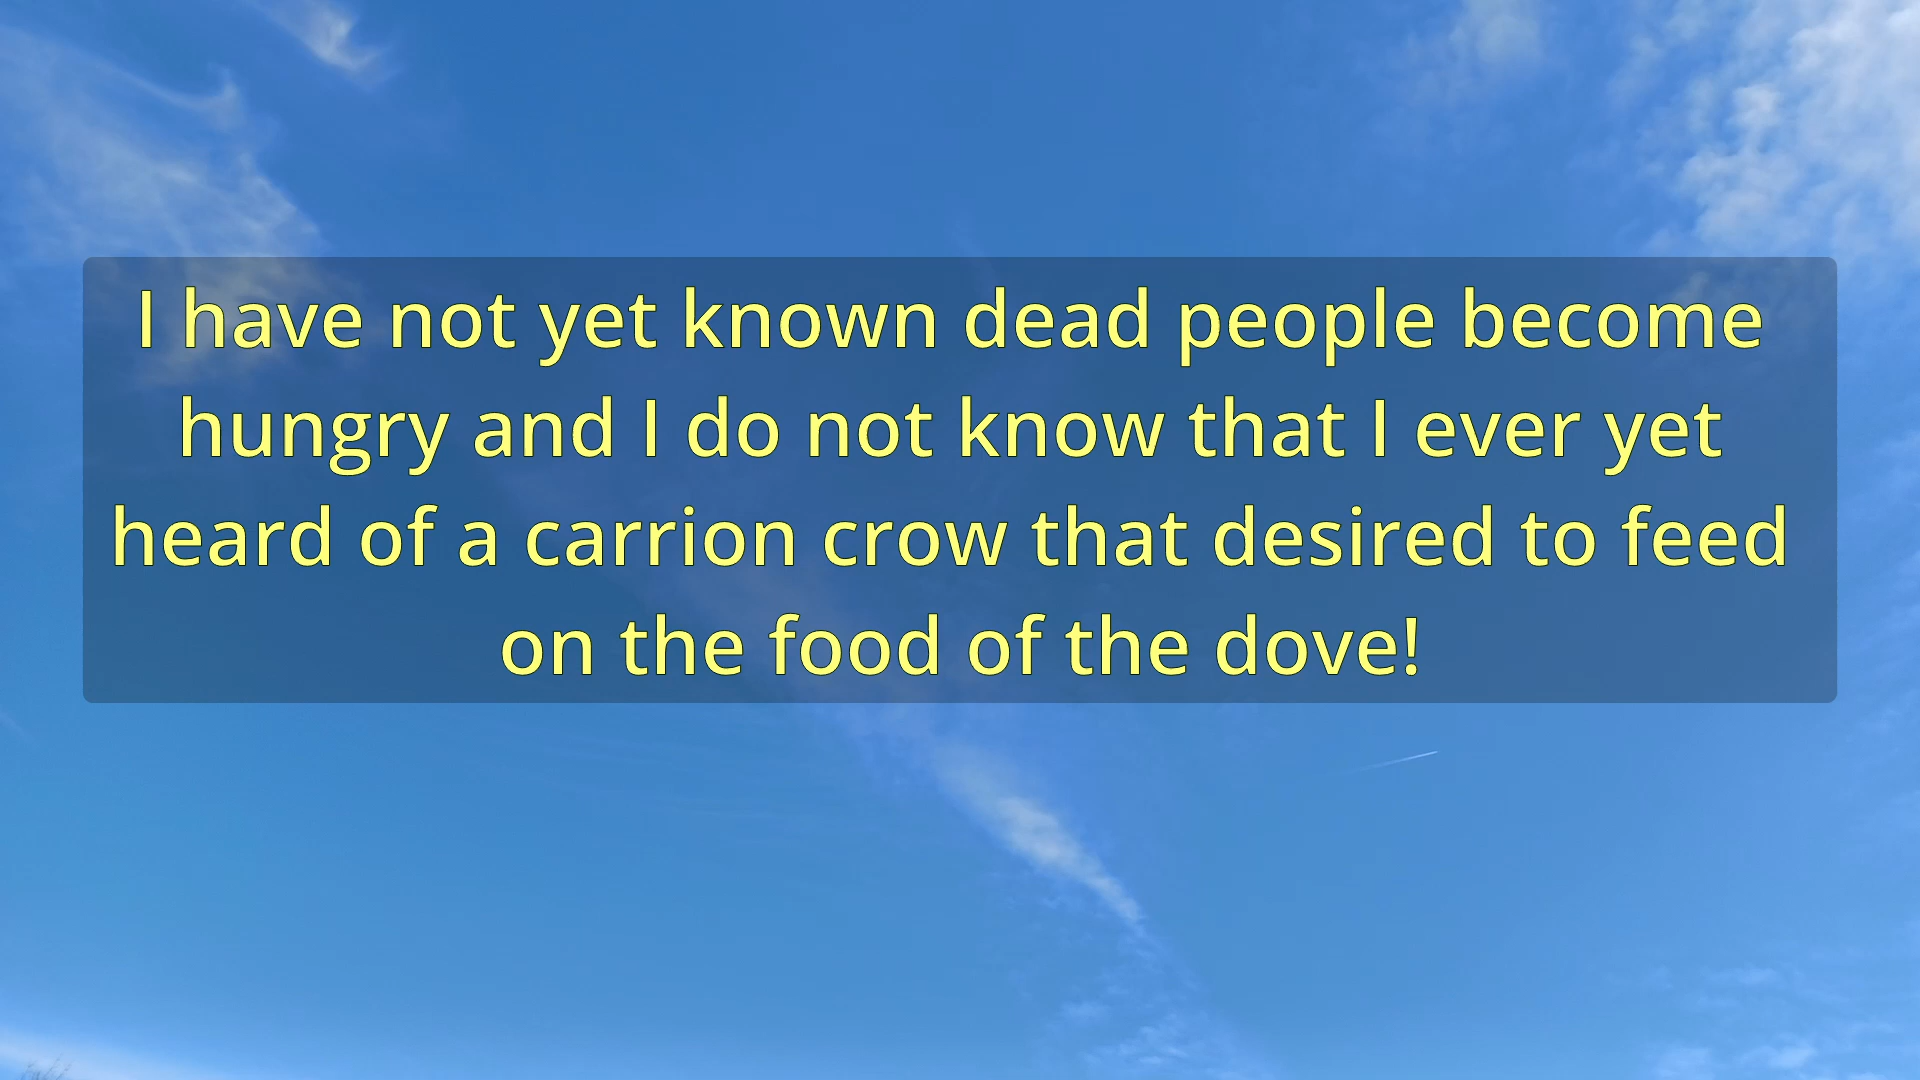 I have not yet known dead people become
hungry and I do not know that I ever yet
heard of a carrion crow that desired to feed
on the food of the dove!